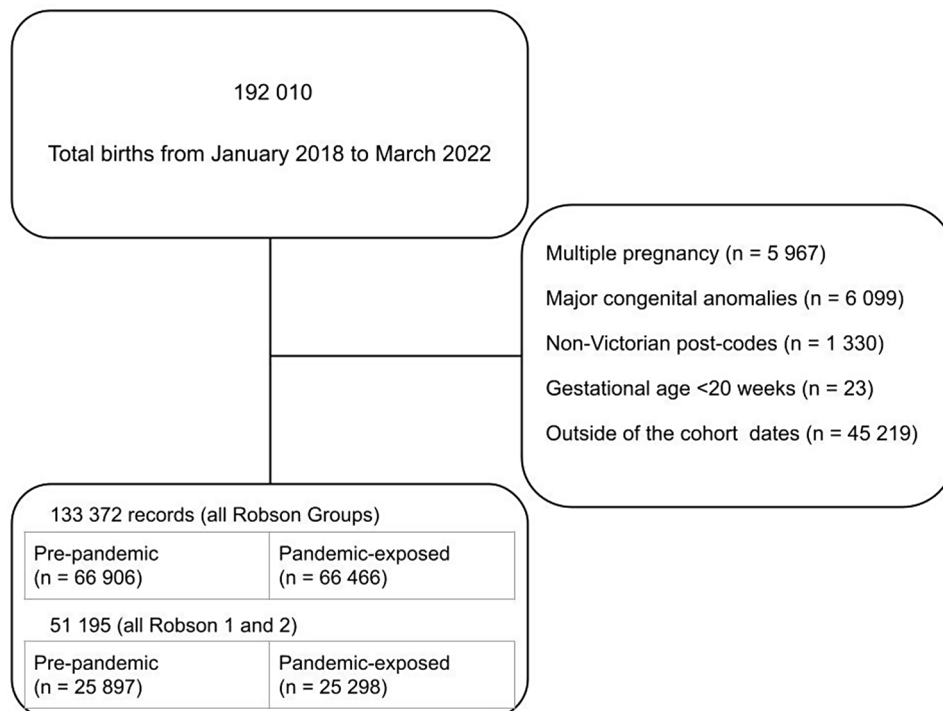 192 010
Total births from January 2018 to March 2022
Multiple pregnancy (n = 5 967)
Major congenital anomalies (n = 6 099)
Non-Victorian post-codes (n = 1 330)
Gestational age <20 weeks (n = 23)
Outside of the cohort dates (n = 45 219)
133 372 records (all Robson Groups)
Pre-pandemic
(n = 66 906)
Pandemic-exposed
(n = 66 466)
51 195 (all Robson 1 and 2)
Pre-pandemic
(n = 25 897)
Pandemic-exposed
(n = 25 298)